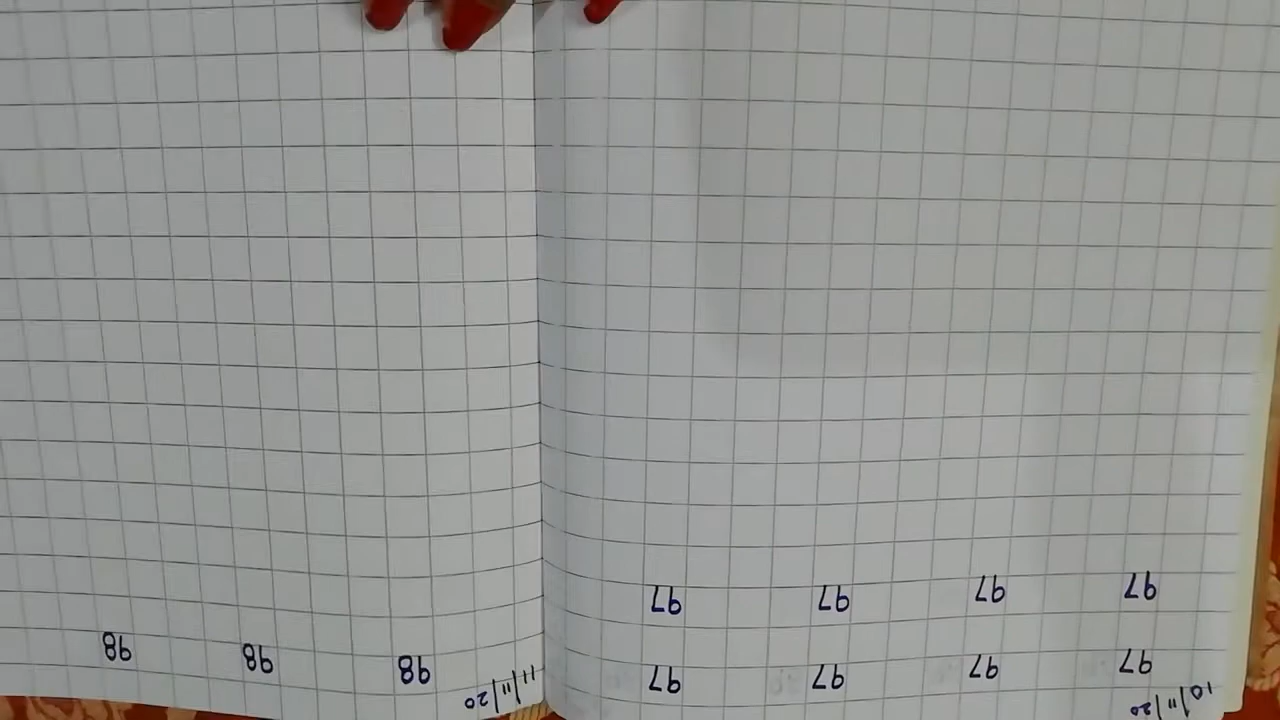 10/11/20
97 97 97 97
97 97 97 97
11/11/20
98 98 98